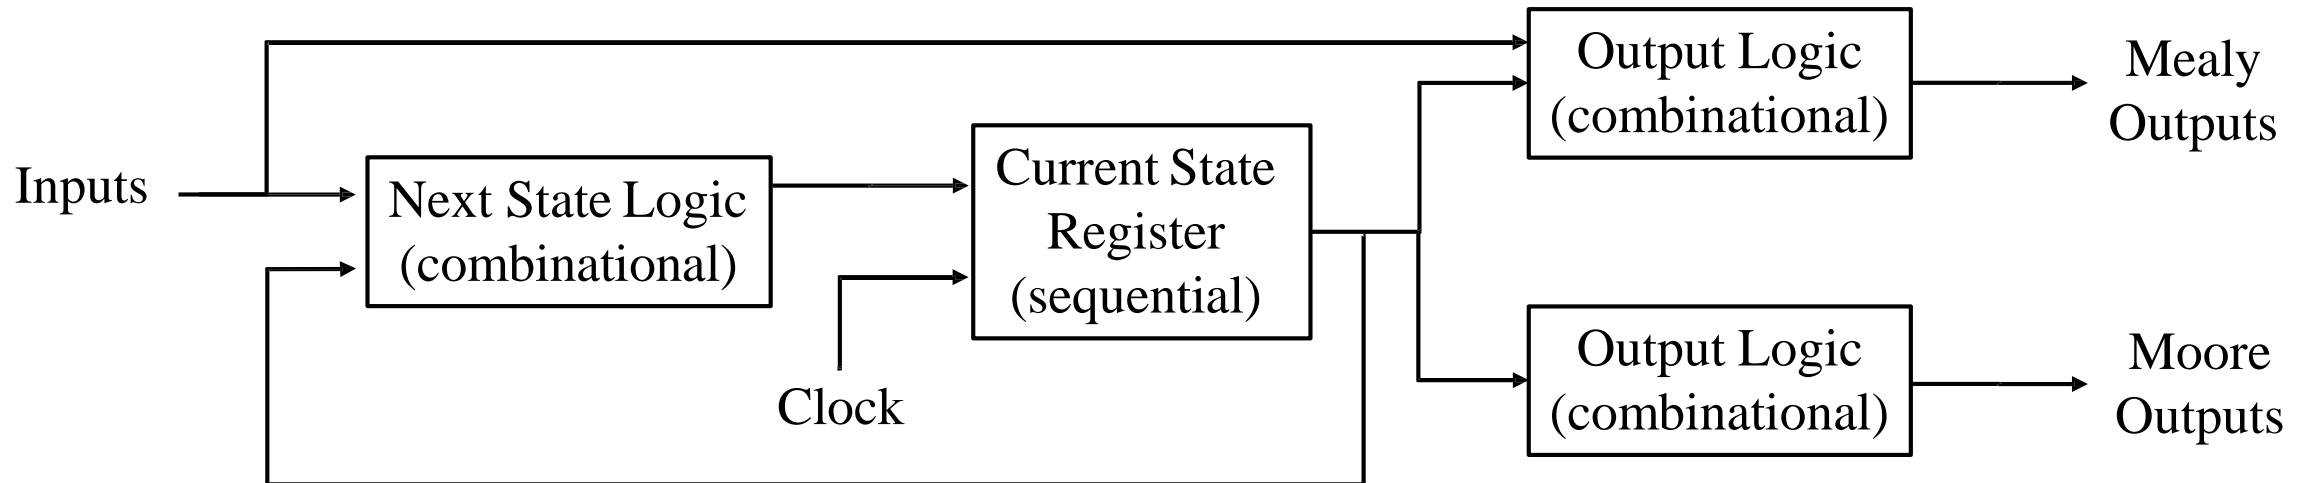 Inputs
Next State Logic
(combinational)
Clock
Current State
Register
(sequential)
Output Logic
(combinational)
Mealy
Outputs
Output Logic
(combinational)
Moore
Outputs